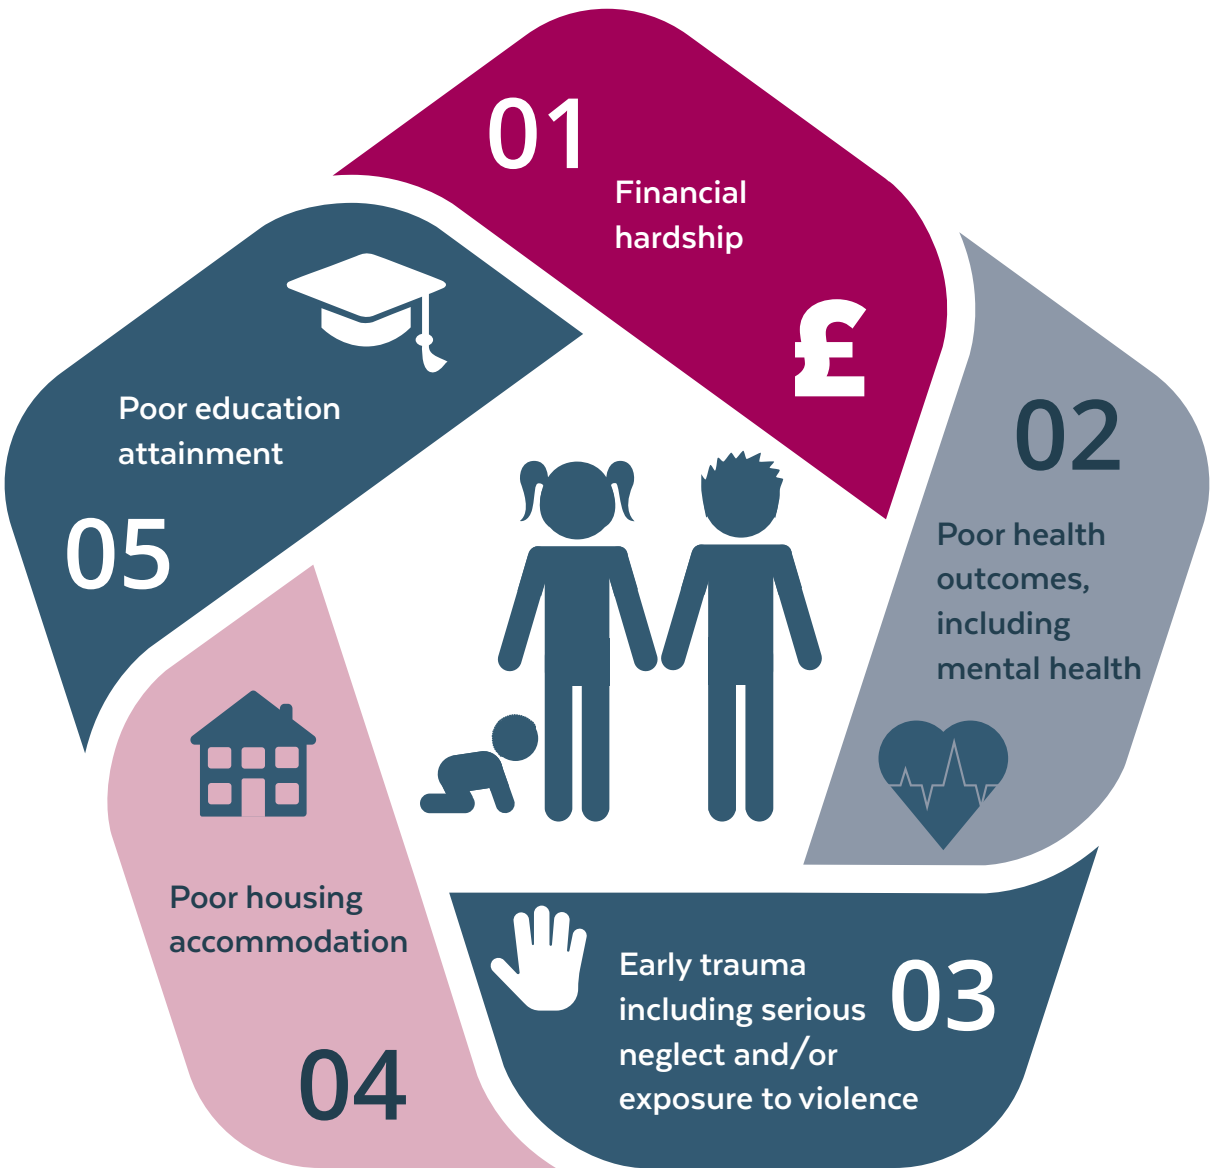 01
Financial
hardship
£
02
Poor health
outcomes,
including
mental health
03
Early trauma
including serious
neglect and/or
exposure to violence
04
Poor housing
accommodation
05
Poor education
attainment